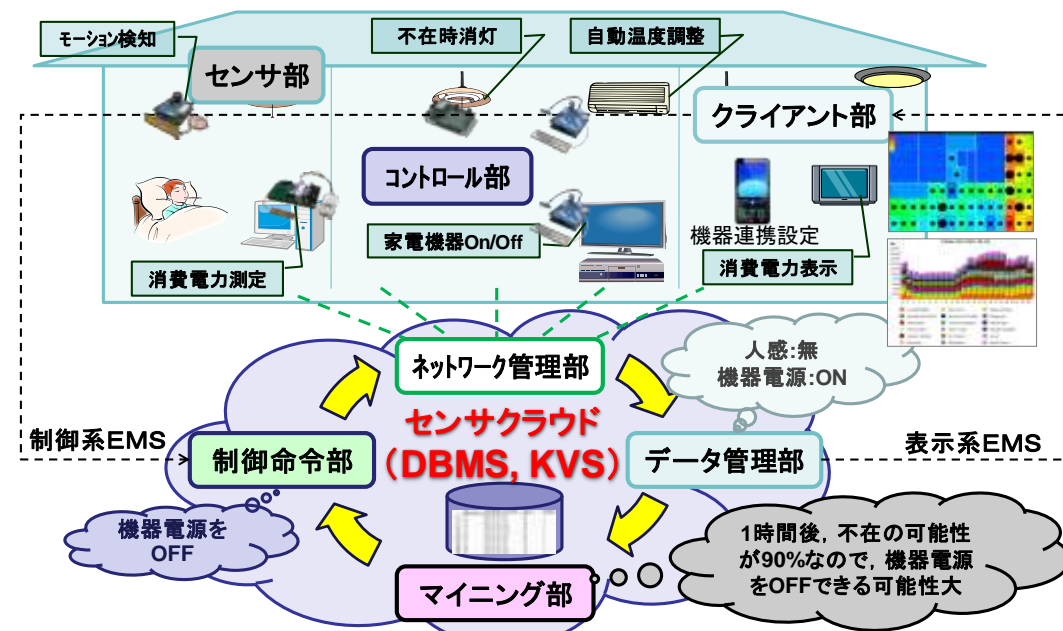 モーション検知
不在時消灯
自動温度調整
センサ部
クライアント部
コントロール部
家電機器On/Off
機器連携設定
消費電力測定
消費電力表示
人感:無
機器電源:ON
ネットワーク管理部
センサクラウド
（DBMS, KVS）
制御系EMS
制御命令部
データ管理部
表示系EMS
機器電源を
OFF
1時間後，不在の可能性
が90%なので，機器電源
をOFFできる可能性大
マイニング部